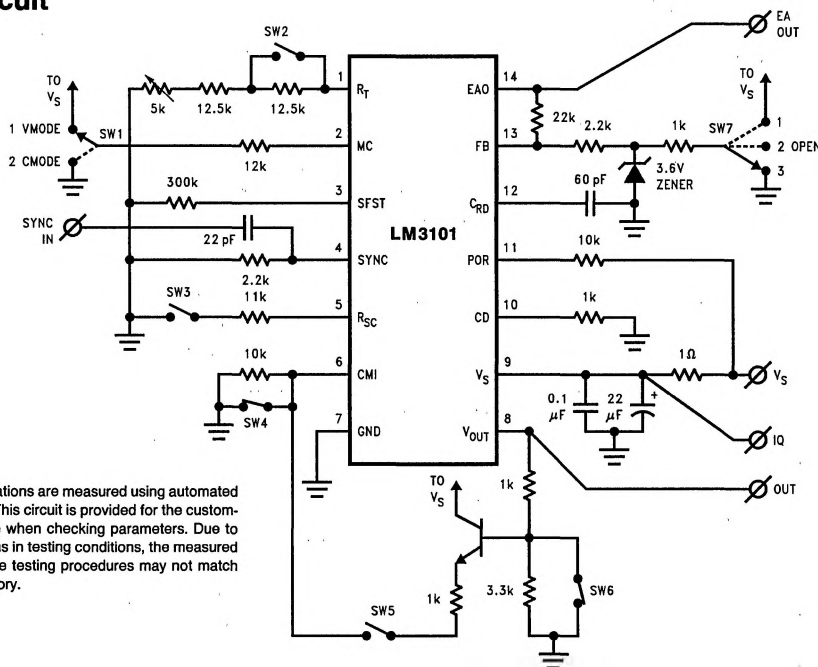 cuit
SW2
EA
OUT
TO
VS
5k
12.5k
12.5k
1
RT
EAO
14
22k
TO
VS
1 VMODE
SW1
2 CMODE
12k
2
MC
FB
13
2.2k
1k
SW7
1
2 OPEN
3
3.6V
ZENER
300k
3
SFST
CRD
12
60 pF
SYNC
IN
22 pF
LM3101
2.2k
4
SYNC
POR
11
10k
SW3
11k
5
RSC
CD
10
1k
10k
6
CMI
VS
9
1Ω
VS
SW4
0.1
μF
22
μF
+
IQ
7
GND
VOUT
8
OUT
TO
VS
1k
ations are measured using automated
This circuit is provided for the custom-
when checking parameters. Due to
s in testing conditions, the measured
e testing procedures may not match
ory.
1k
3.3k
SW6
SW5